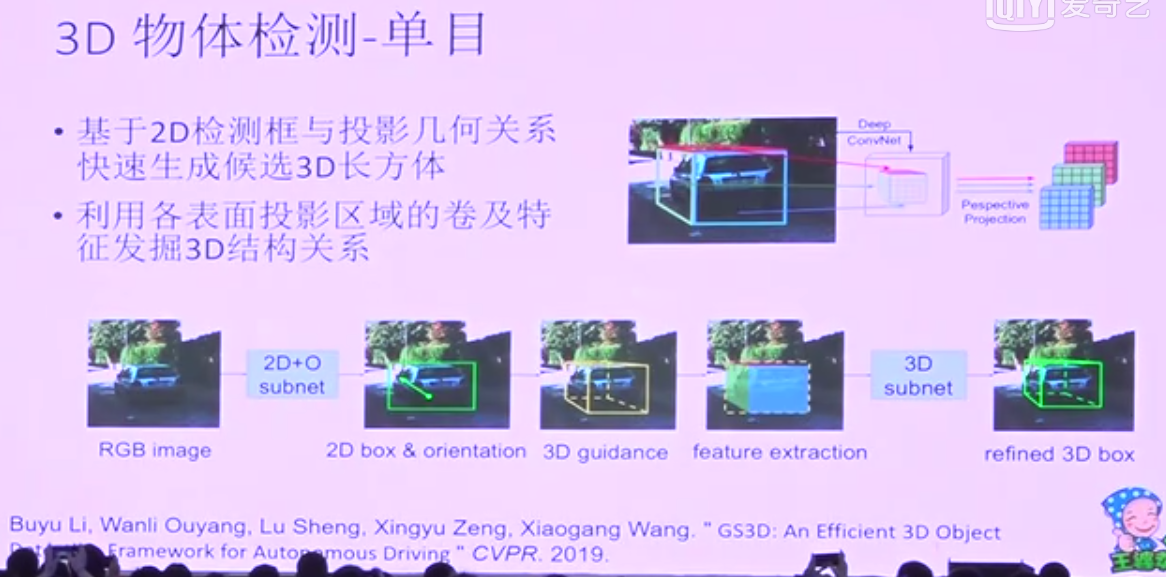 QIYI 爱奇艺
3D 物体检测-单目
• 基于2D检测框与投影几何关系
快速生成候选3D长方体
• 利用各表面投影区域的卷及特
征发掘3D结构关系
Deep
ConvNet
Pespective
Projection
2D+O
subnet
3D
subnet
RGB image
2D box & orientation
3D guidance
feature extraction
refined 3D box
Buyu Li, Wanli Ouyang, Lu Sheng, Xingyu Zeng, Xiaogang Wang. " GS3D: An Efficient 3D Object
Framework for Autonomous Driving " CVPR. 2019.